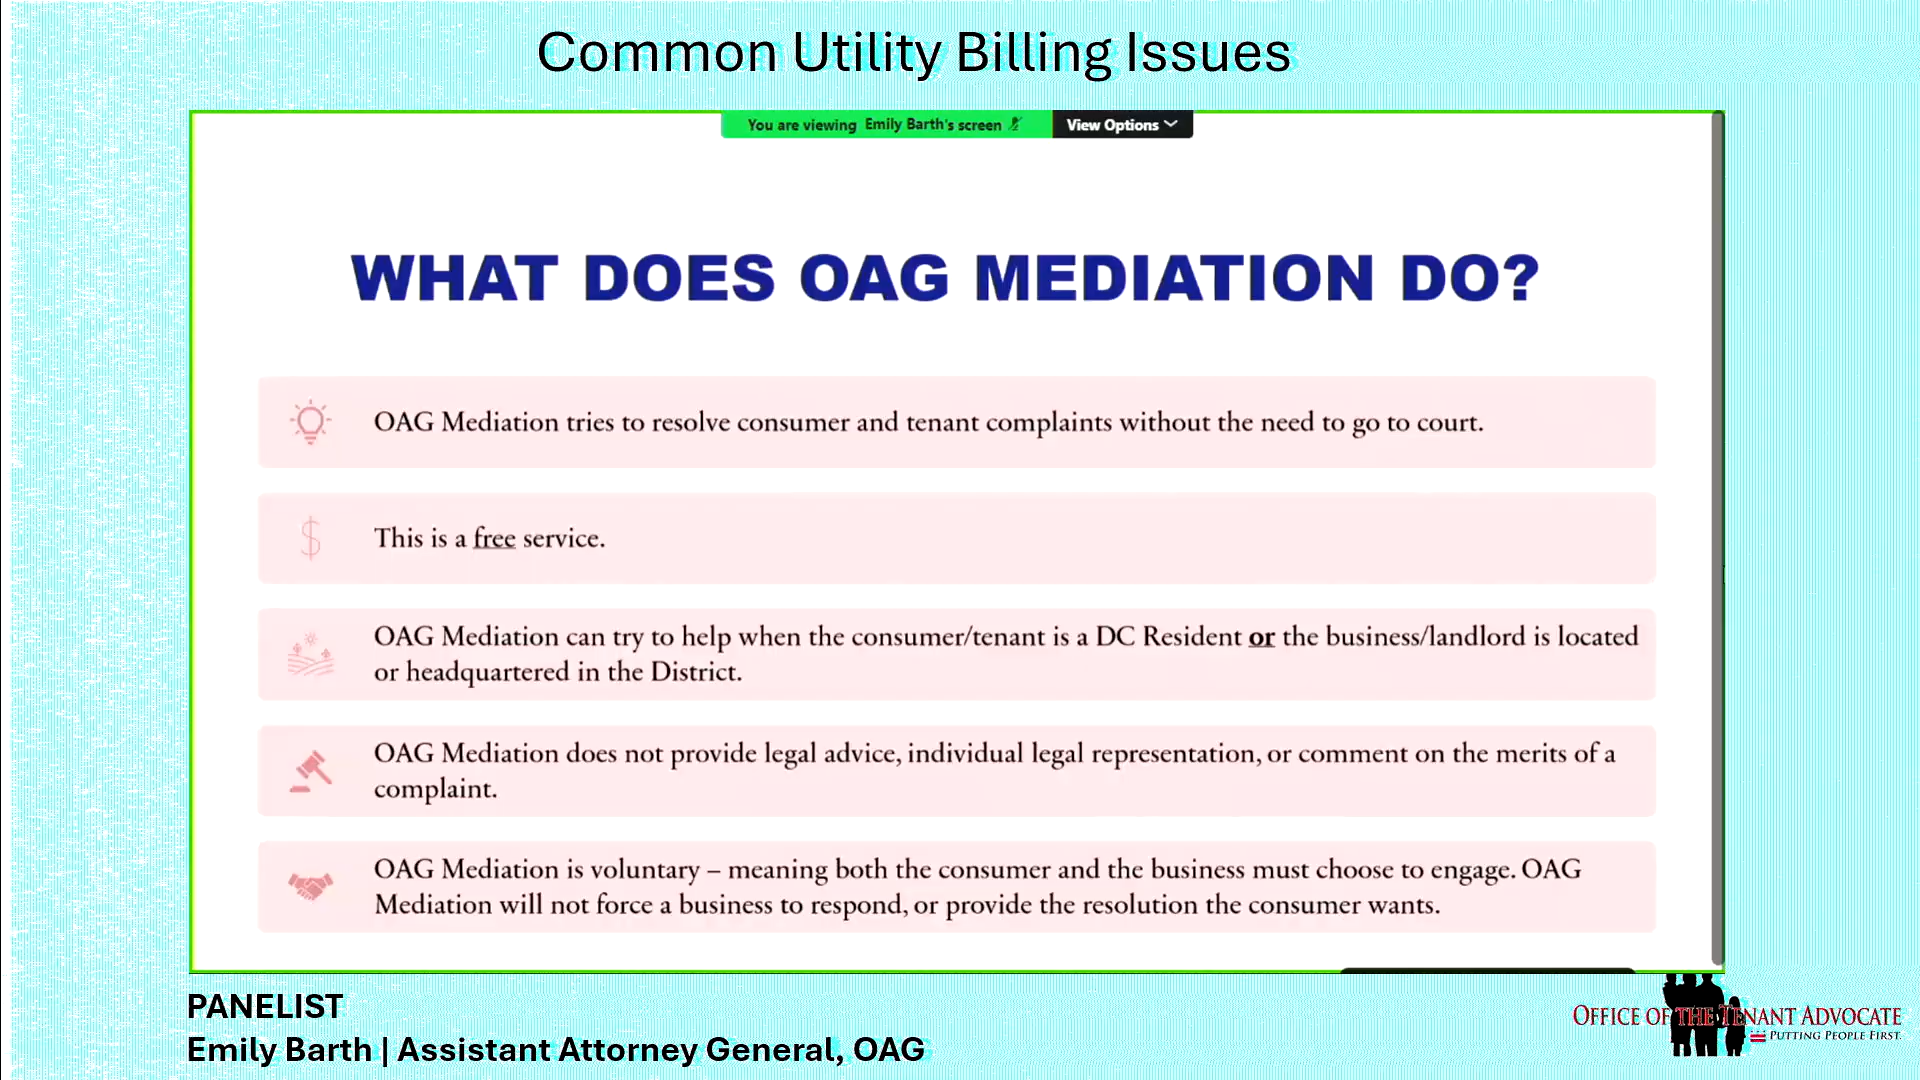 Common Utility Billing Issues
You are viewing Emily Barth's screen View Options
WHAT DOES OAG MEDIATION DO?
OAG Mediation tries to resolve consumer and tenant complaints without the need to go to court.
$
This is a free service.
OAG Mediation can try to help when the consumer/tenant is a DC Resident or the business/landlord is located
or headquartered in the District.
OAG Mediation does not provide legal advice, individual legal representation, or comment on the merits of a
complaint.
OAG Mediation is voluntary – meaning both the consumer and the business must choose to engage. OAG
Mediation will not force a business to respond, or provide the resolution the consumer wants.
PANELIST
Emily Barth | Assistant Attorney General, OAG
OFFICE OF THE TENANT ADVOCATE
PUTTING PEOPLE FIRST.